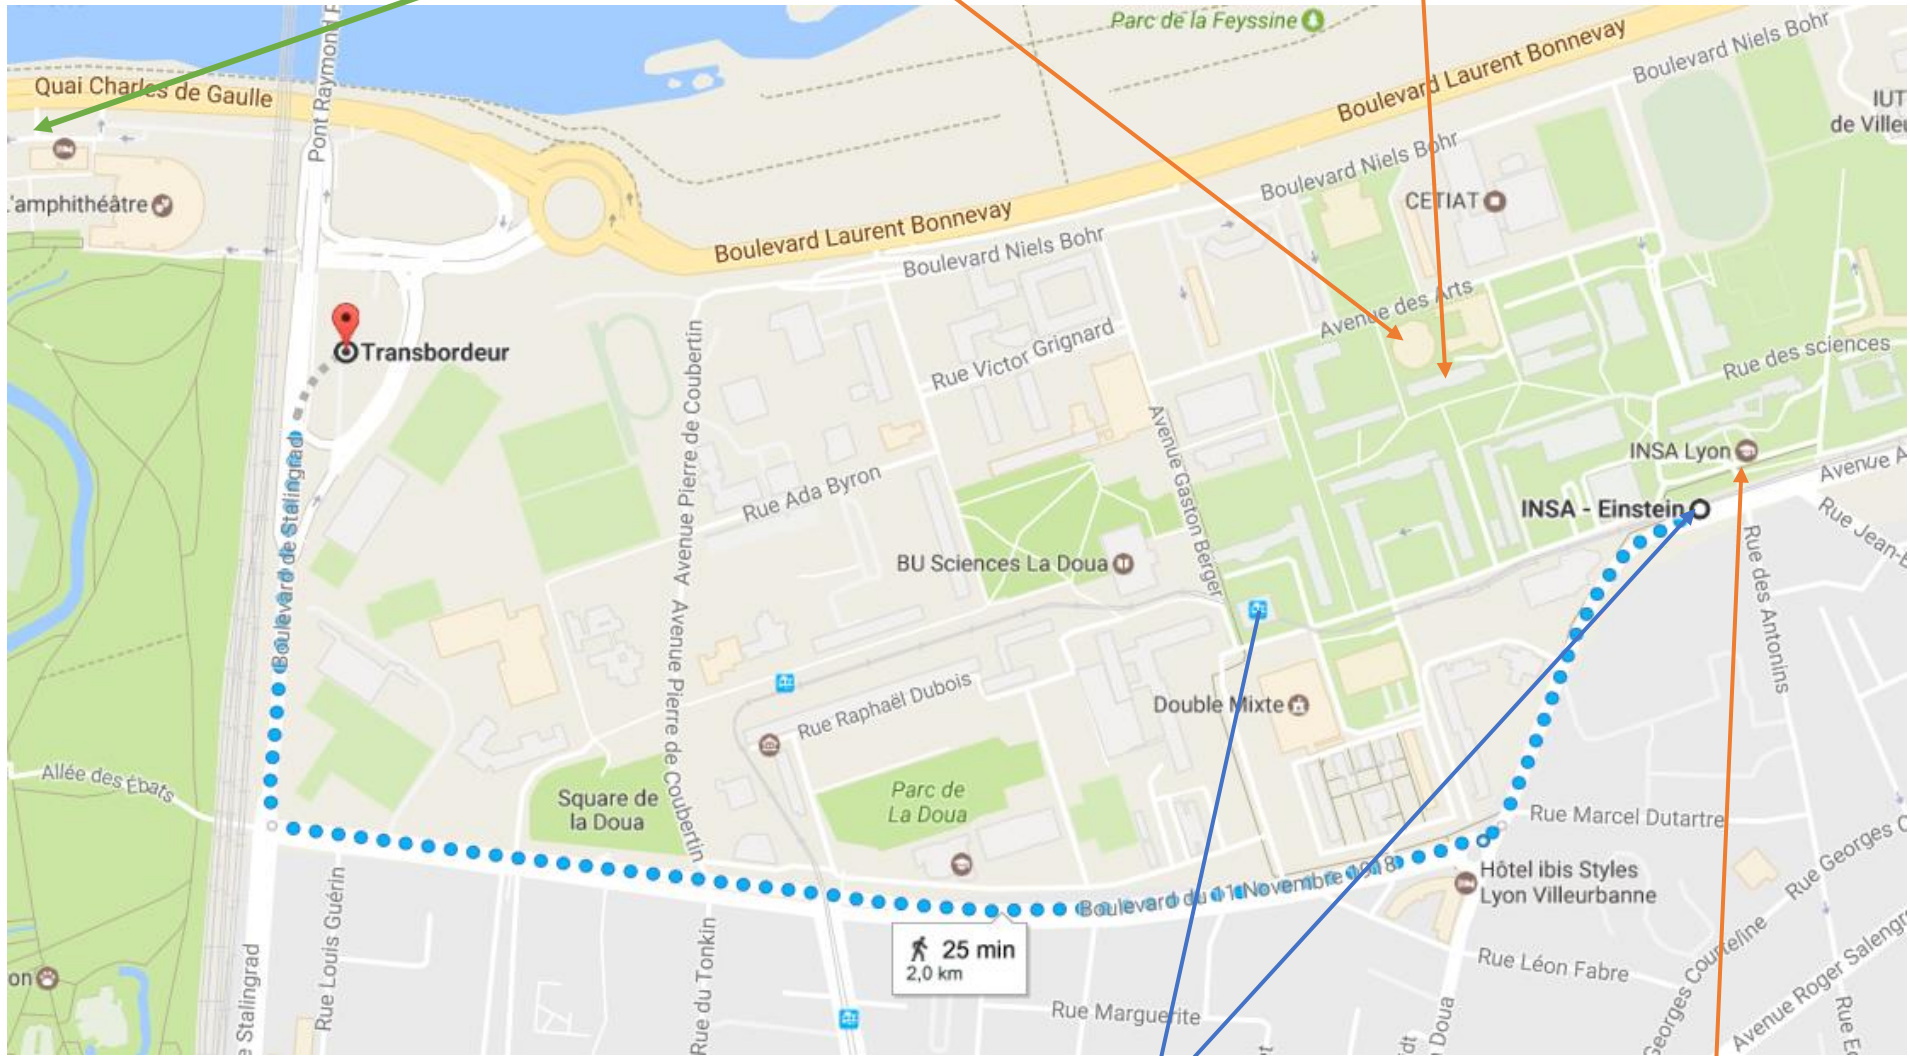 Parc de la Feyssine
Boulevard Niels Bohr
Boulevard Laurent Bonnevay
Quai Charles de Gaulle
Pont Raymond
IUT
de Villeu
Boulevard Niels Bohr
L'amphithéâtre
CETIAT
Boulevard Laurent Bonnevay
Boulevard Niels Bohr
Avenue des Arts
Transbordeur
Rue Victor Grignard
Rue des sciences
Avenue Pierre de Coubertin
Avenue Gaston Berger
INSA Lyon
Avenue A
Boulevard de Stalingrad
Rue Ada Byron
INSA - Einstein
Rue Jean-
BU Sciences La Doua
Rue des Antonins
Avenue Pierre de Coubertin
Rue Raphaël Dubois
Double Mixte
Allée des Ébats
Square de
la Doua
Parc de
La Doua
Rue Marcel Dutartre
Rue Georges C
Hôtel ibis Styles
Lyon Villeurbanne
Boulevard du 11 Novembre 1918
Rue Louis Guérin
25 min
2,0 km
Rue du Tonkin
Rue Léon Fabre
Georges Courteline
Avenue Roger Salengro
on
e Stalingrad
Rue Marguerite
Doua
Rue E